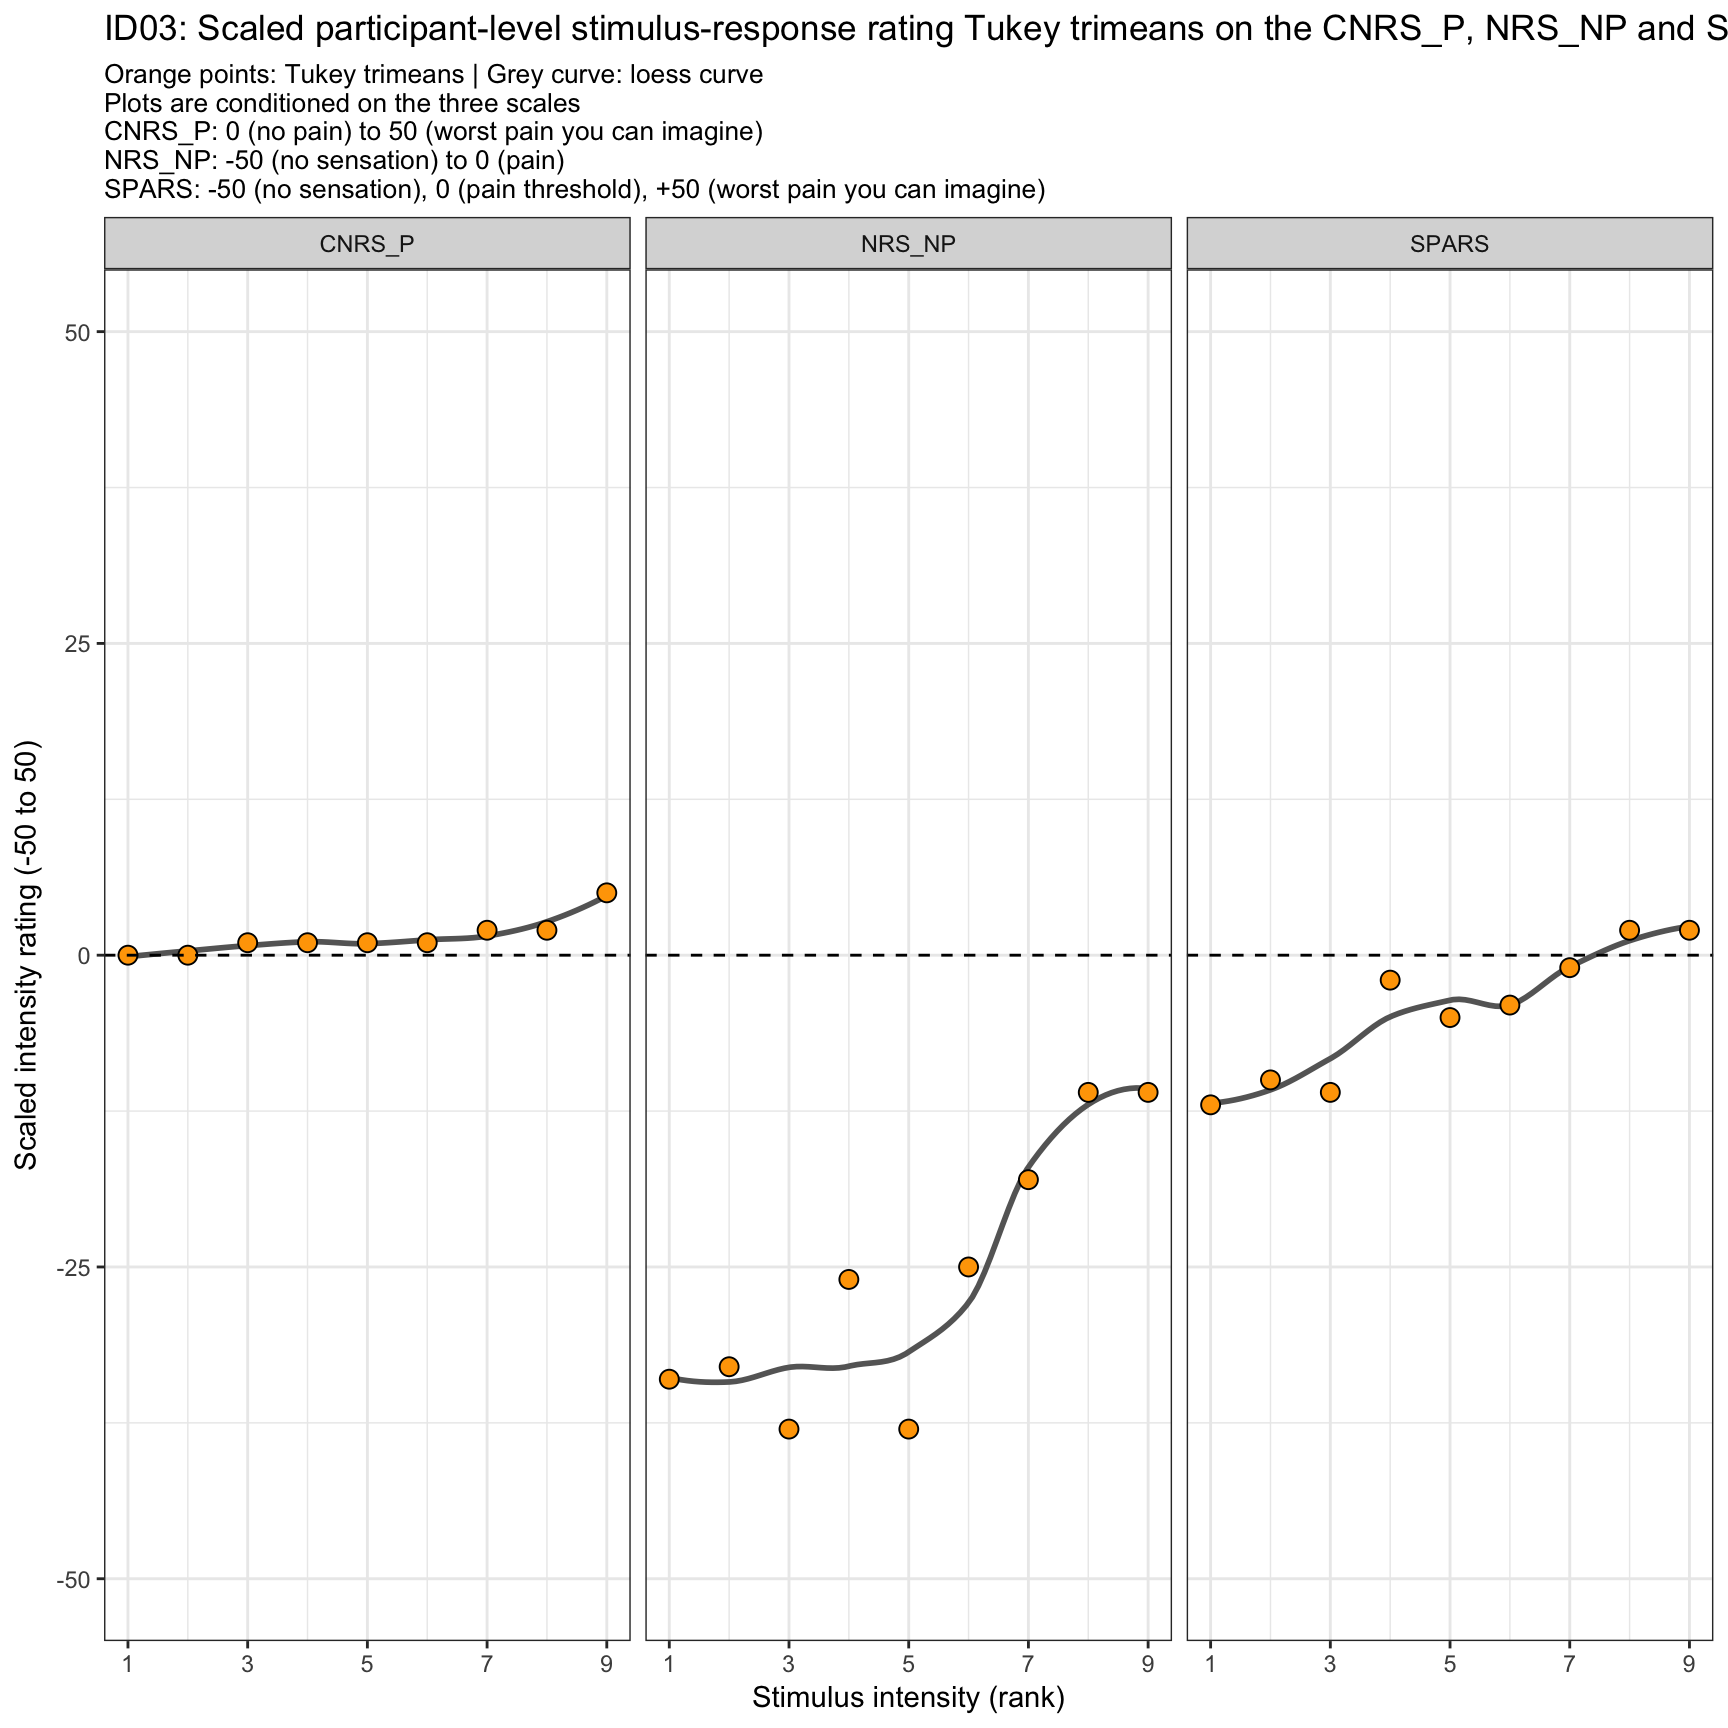 ID03: Scaled participant-level stimulus-response rating Tukey trimeans on the CNRS_P, NRS_NP and S
Orange points: Tukey trimeans | Grey curve: loess curve
Plots are conditioned on the three scales
CNRS_P: 0 (no pain) to 50 (worst pain you can imagine)
NRS_NP: -50 (no sensation) to 0 (pain)
SPARS: -50 (no sensation), 0 (pain threshold), +50 (worst pain you can imagine)
CNRS_P NRS_NP SPARS
50
25
0
-25
-50
Scaled intensity rating (-50 to 50)
1 3 5 7 9 1 3 5 7 9 1 3 5 7 9
Stimulus intensity (rank)